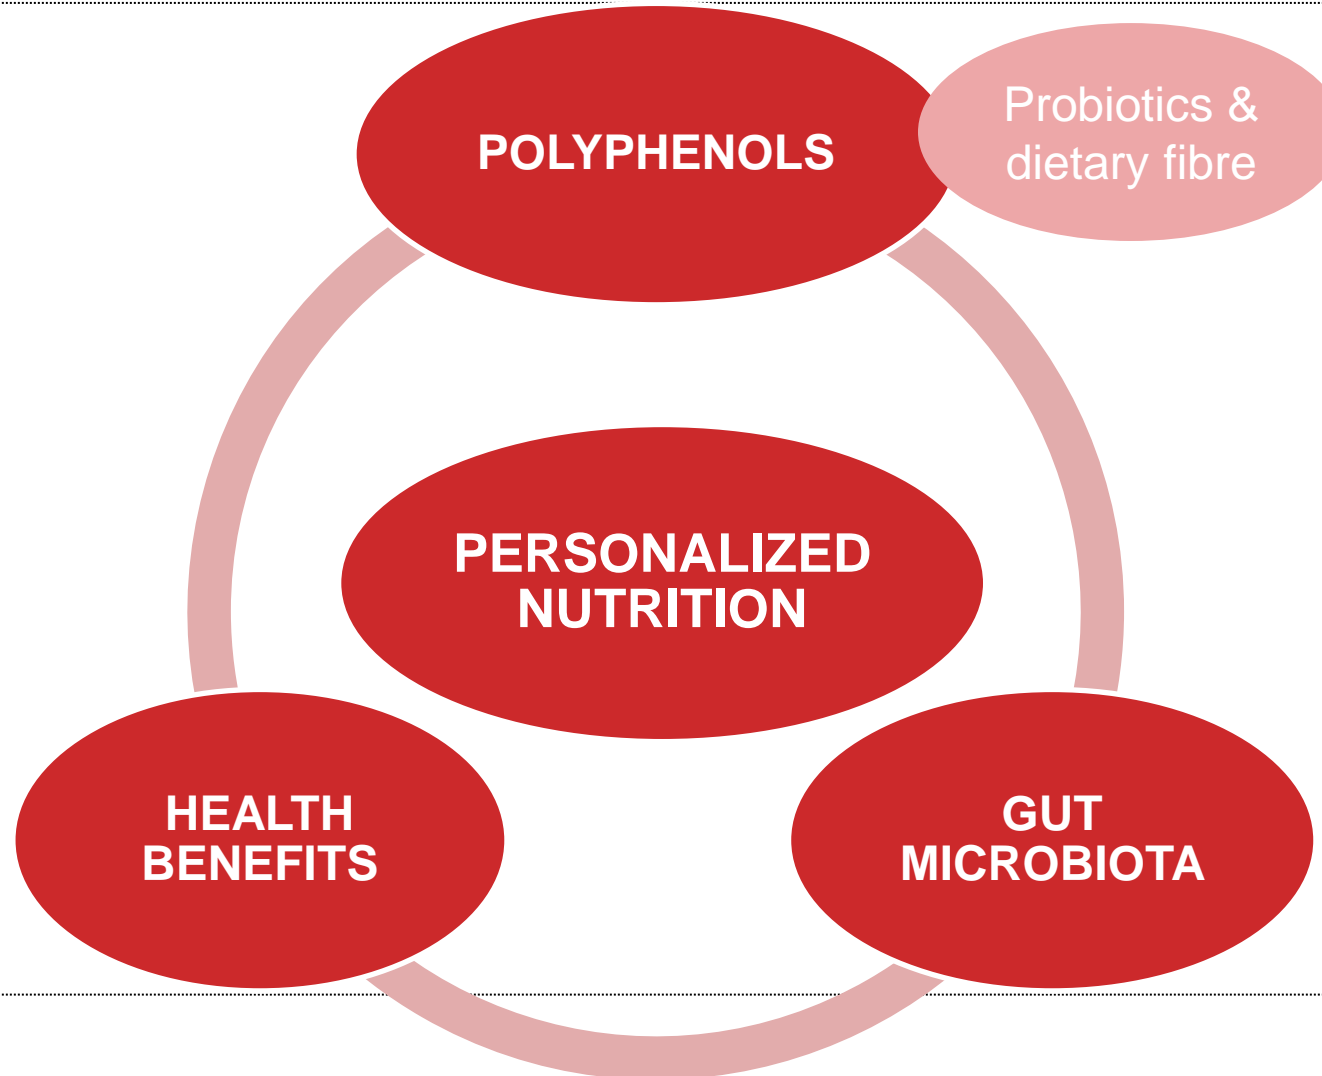 POLYPHENOLS
Probiotics &
dietary fibre
PERSONALIZED
NUTRITION
HEALTH
BENEFITS
GUT
MICROBIOTA